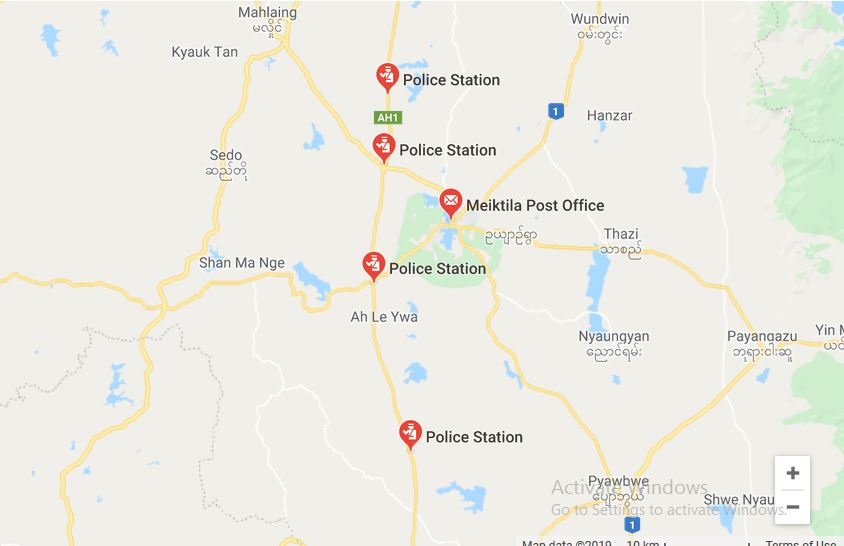 Mahlaing
မလှိုင်
Wundwin
ဝမ်းတွင်း
Kyauk Tan
Police Station
AH1
1
Hanzar
Police Station
Sedo
ဆည်တို
Meiktila Post Office
ဥယျာဉ်ရွာ
Thazi
သာစည်
Shan Ma Nge
Police Station
Ah Le Ywa
Nyaungyan
ညောင်ရမ်း
Payangazu
ဘုရားငါးဆူ
Yin M
Police Station
Pyawbwe
ပျော်ဘွယ်
Activate Windows
Go to Settings to activate Windows.
Shwe Nyau
1
Map data ©2019
10 km
Terms of Use